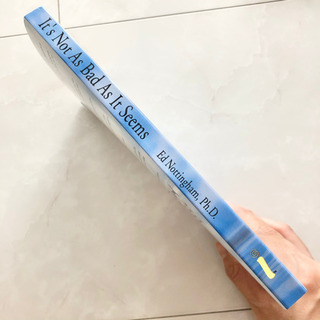 It's Not As Bad As It Seems
Ed Nottingham, Ph.D.